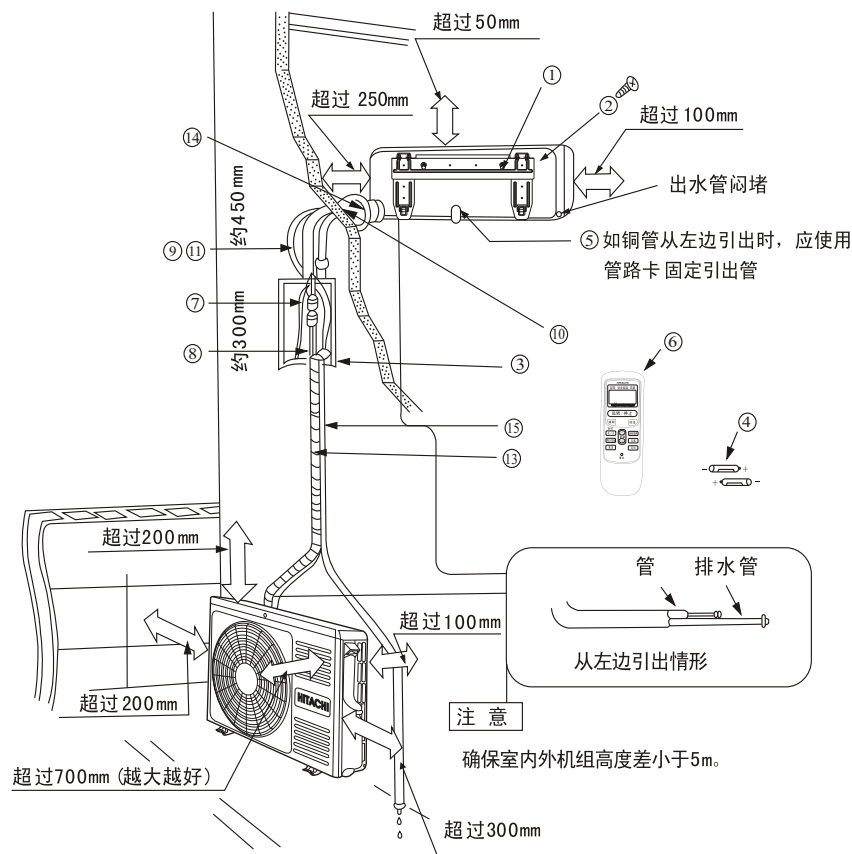 超过50mm
①
超过 250mm
②
超过100mm
⑭
出水管闷堵
约450mm
⑨⑪
⑤如铜管从左边引出时，应使用
管路卡固定引出管
⑦
约300mm
⑩
⑧
③
⑥
⑮
④
⑬
- +
+ -
超过200mm
管 排水管
超过100mm
从左边引出情形
超过200mm
HITACHI
注 意
确保室内外机组高度差小于5m。
超过700mm (越大越好)
超过300mm